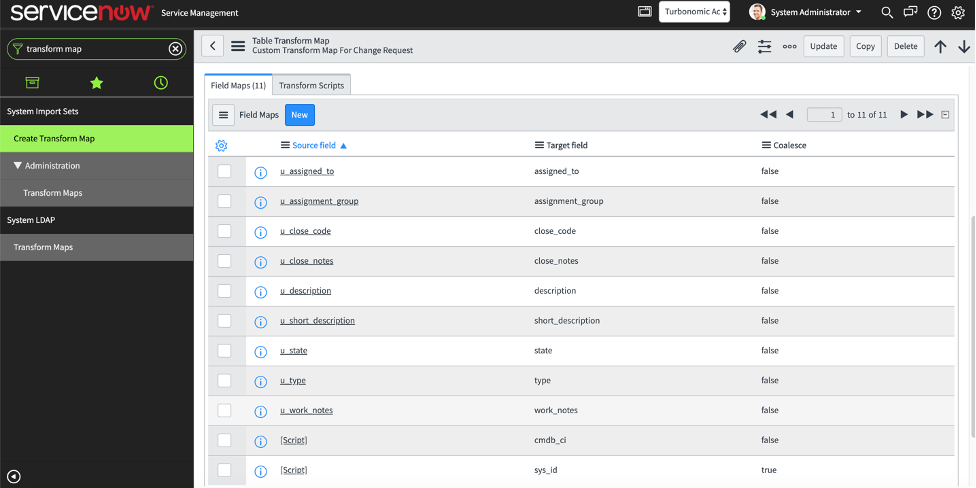 servicenow Service Management Turbonomic Ac System Administrator
transform map
Table Transform Map
Custom Transform Map For Change Request
Update Copy Delete
System Import Sets
Create Transform Map
Administration
Transform Maps
System LDAP
Transform Maps
Field Maps (11) Transform Scripts
Field Maps New 1 to 11 of 11
Source field Target field Coalesce
u_assigned_to assigned_to false
u_assignment_group assignment_group false
u_close_code close_code false
u_close_notes close_notes false
u_description description false
u_short_description short_description false
u_state state false
u_type type false
u_work_notes work_notes false
[Script] cmdb_ci false
[Script] sys_id true